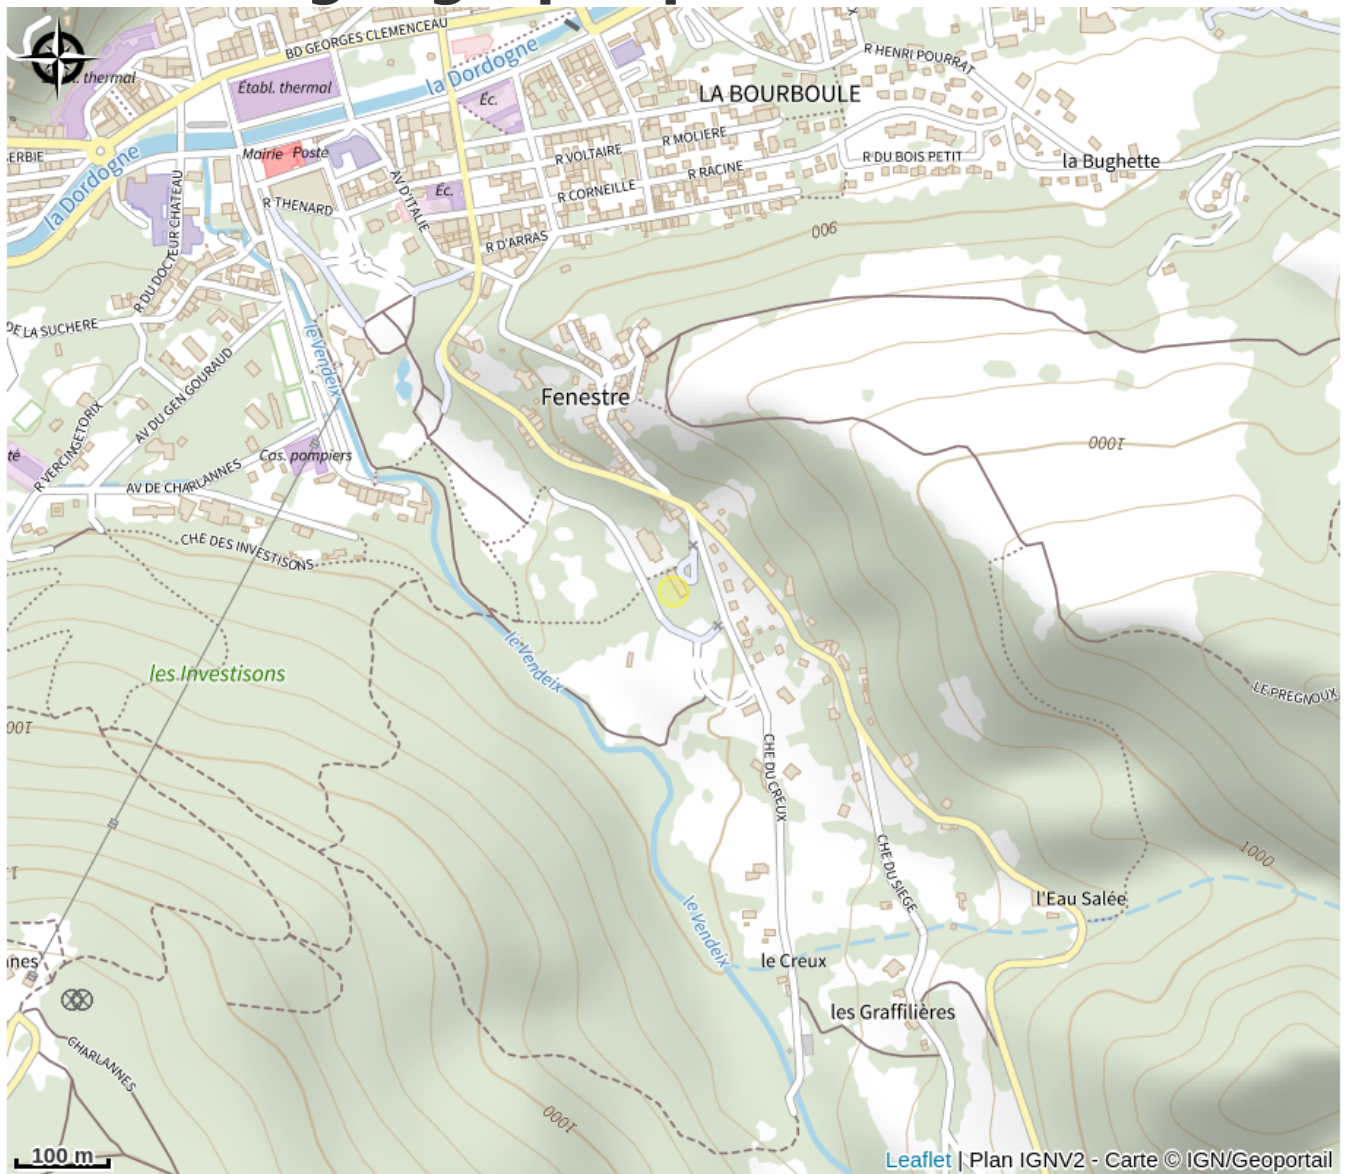 BD GEORGES CLEMENCEAU
la Dordogne
R HENRI POURRAT
thermal
Établ. thermal
Éc.
LA BOURBOULE
R MOLIERE
R VOLTAIRE
R RACINE
R DU BOIS PETIT
la Bughette
ERBIE
la Dordogne
Mairie Poste
AV D'ITALIE
Éc.
R CORNEILLE
R THENARD
R DU DOCTEUR CHATEAU
R D'ARRAS
900
DE LA SUCHERE
le Vendeix
AV DU GEN GOURAUD
Fenestre
R VERCINGETORIX
1000
té
Cas. pompiers
AV DE CHARLANNES
CHE DES INVESTISONS
le Vendeix
les Investisons
LE PREGNOUX
CHE DU CREUX
CHE DU SIEGE
1000
l'Eau Salée
le Vendeix
nnes
le Creux
les Graffilières
CHARLANNES
1000
100 m
Leaflet | Plan IGNV2 - Carte © IGN/Geoportail